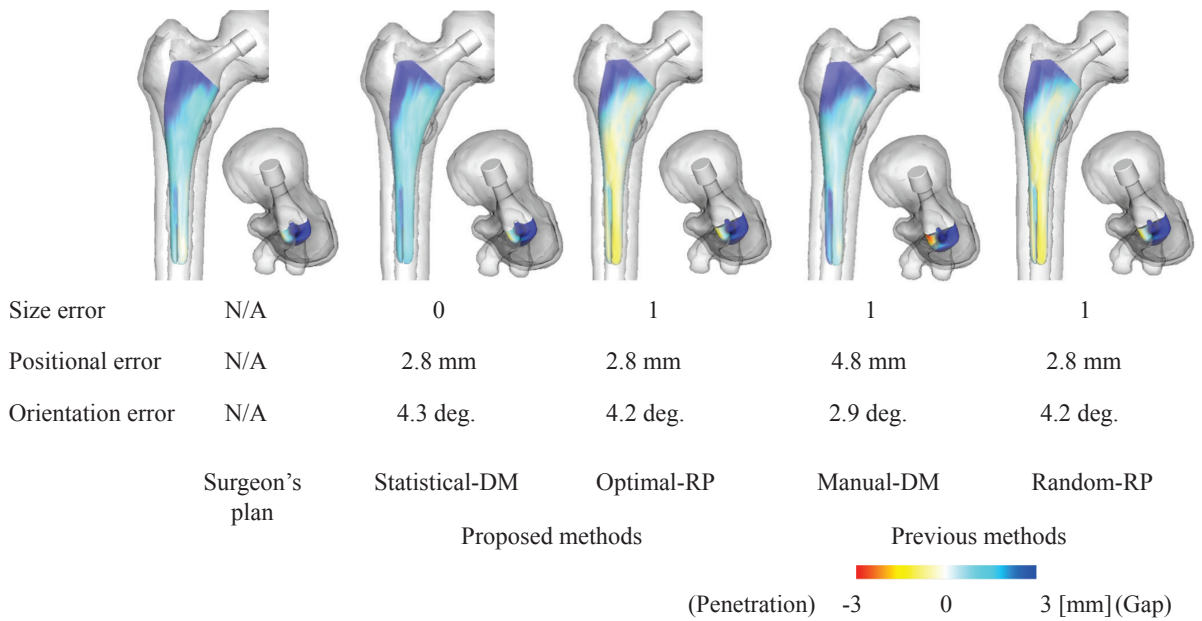 Size error N/A 0 1 1 1
Positional error N/A 2.8 mm 2.8 mm 4.8 mm 2.8 mm
Orientation error N/A 4.3 deg. 4.2 deg. 2.9 deg. 4.2 deg.
Surgeon’s plan Statistical-DM Optimal-RP Manual-DM Random-RP
Proposed methods Previous methods
(Penetration) -3 0 3 [mm] (Gap)